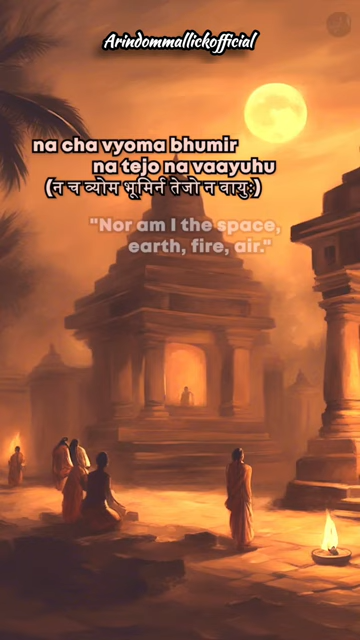 Arindommallickofficial
na cha vyoma bhumir
na tejo na vaayuhu
(न च व्योम भूमिर्न तेजो न वायुः)
"Nor am I the space,
earth, fire, air."